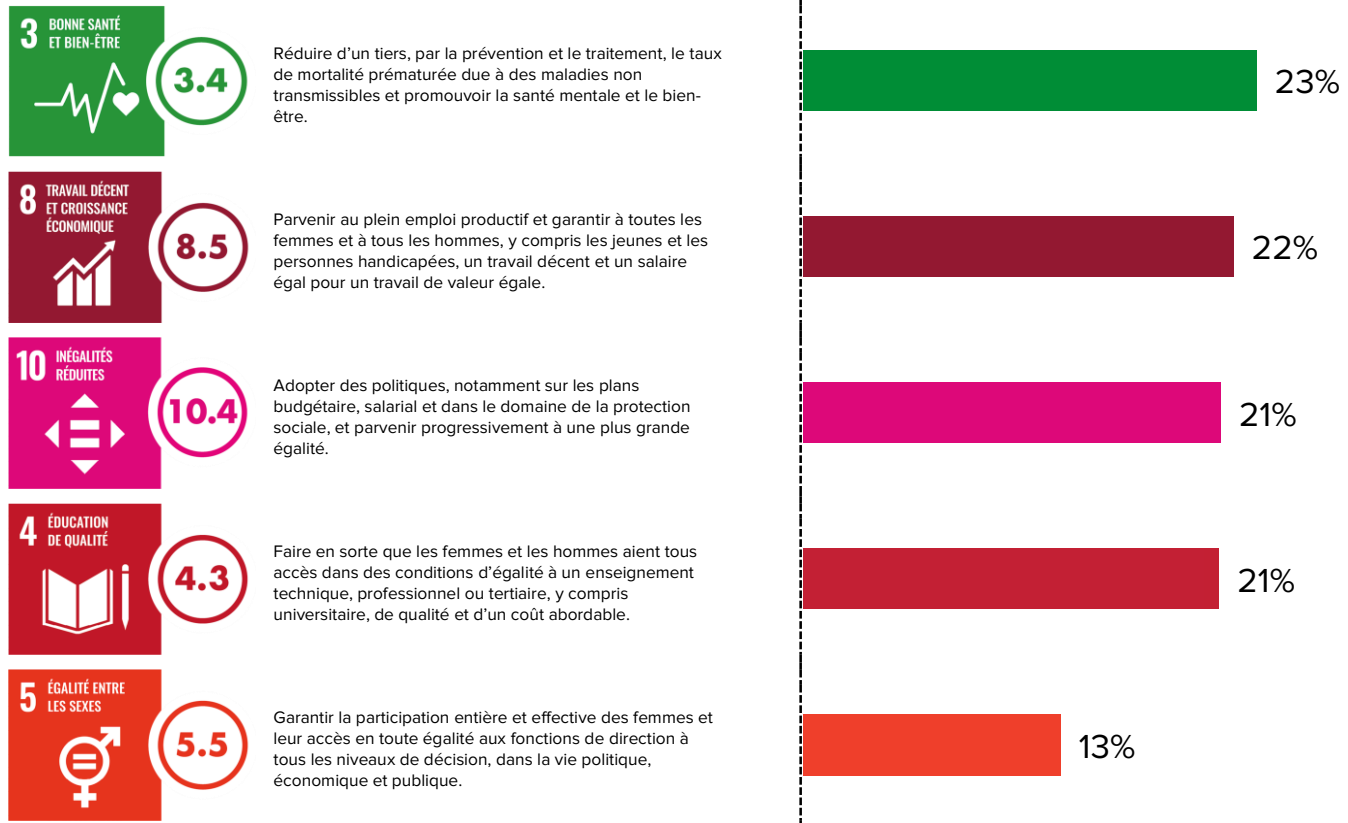 3 BONNE SANTÉ
ET BIEN-ÊTRE
3.4
Réduire d’un tiers, par la prévention et le traitement, le taux
de mortalité prématurée due à des maladies non
transmissibles et promouvoir la santé mentale et le bien-
être.
23%
8 TRAVAIL DÉCENT
ET CROISSANCE
ÉCONOMIQUE
8.5
Parvenir au plein emploi productif et garantir à toutes les
femmes et à tous les hommes, y compris les jeunes et les
personnes handicapées, un travail décent et un salaire
égal pour un travail de valeur égale.
22%
10 INÉGALITÉS
RÉDUITES
10.4
Adopter des politiques, notamment sur les plans
budgétaire, salarial et dans le domaine de la protection
sociale, et parvenir progressivement à une plus grande
égalité.
21%
4 ÉDUCATION
DE QUALITÉ
4.3
Faire en sorte que les femmes et les hommes aient tous
accès dans des conditions d’égalité à un enseignement
technique, professionnel ou tertiaire, y compris
universitaire, de qualité et d’un coût abordable.
21%
5 ÉGALITÉ ENTRE
LES SEXES
5.5
Garantir la participation entière et effective des femmes et
leur accès en toute égalité aux fonctions de direction à
tous les niveaux de décision, dans la vie politique,
économique et publique.
13%